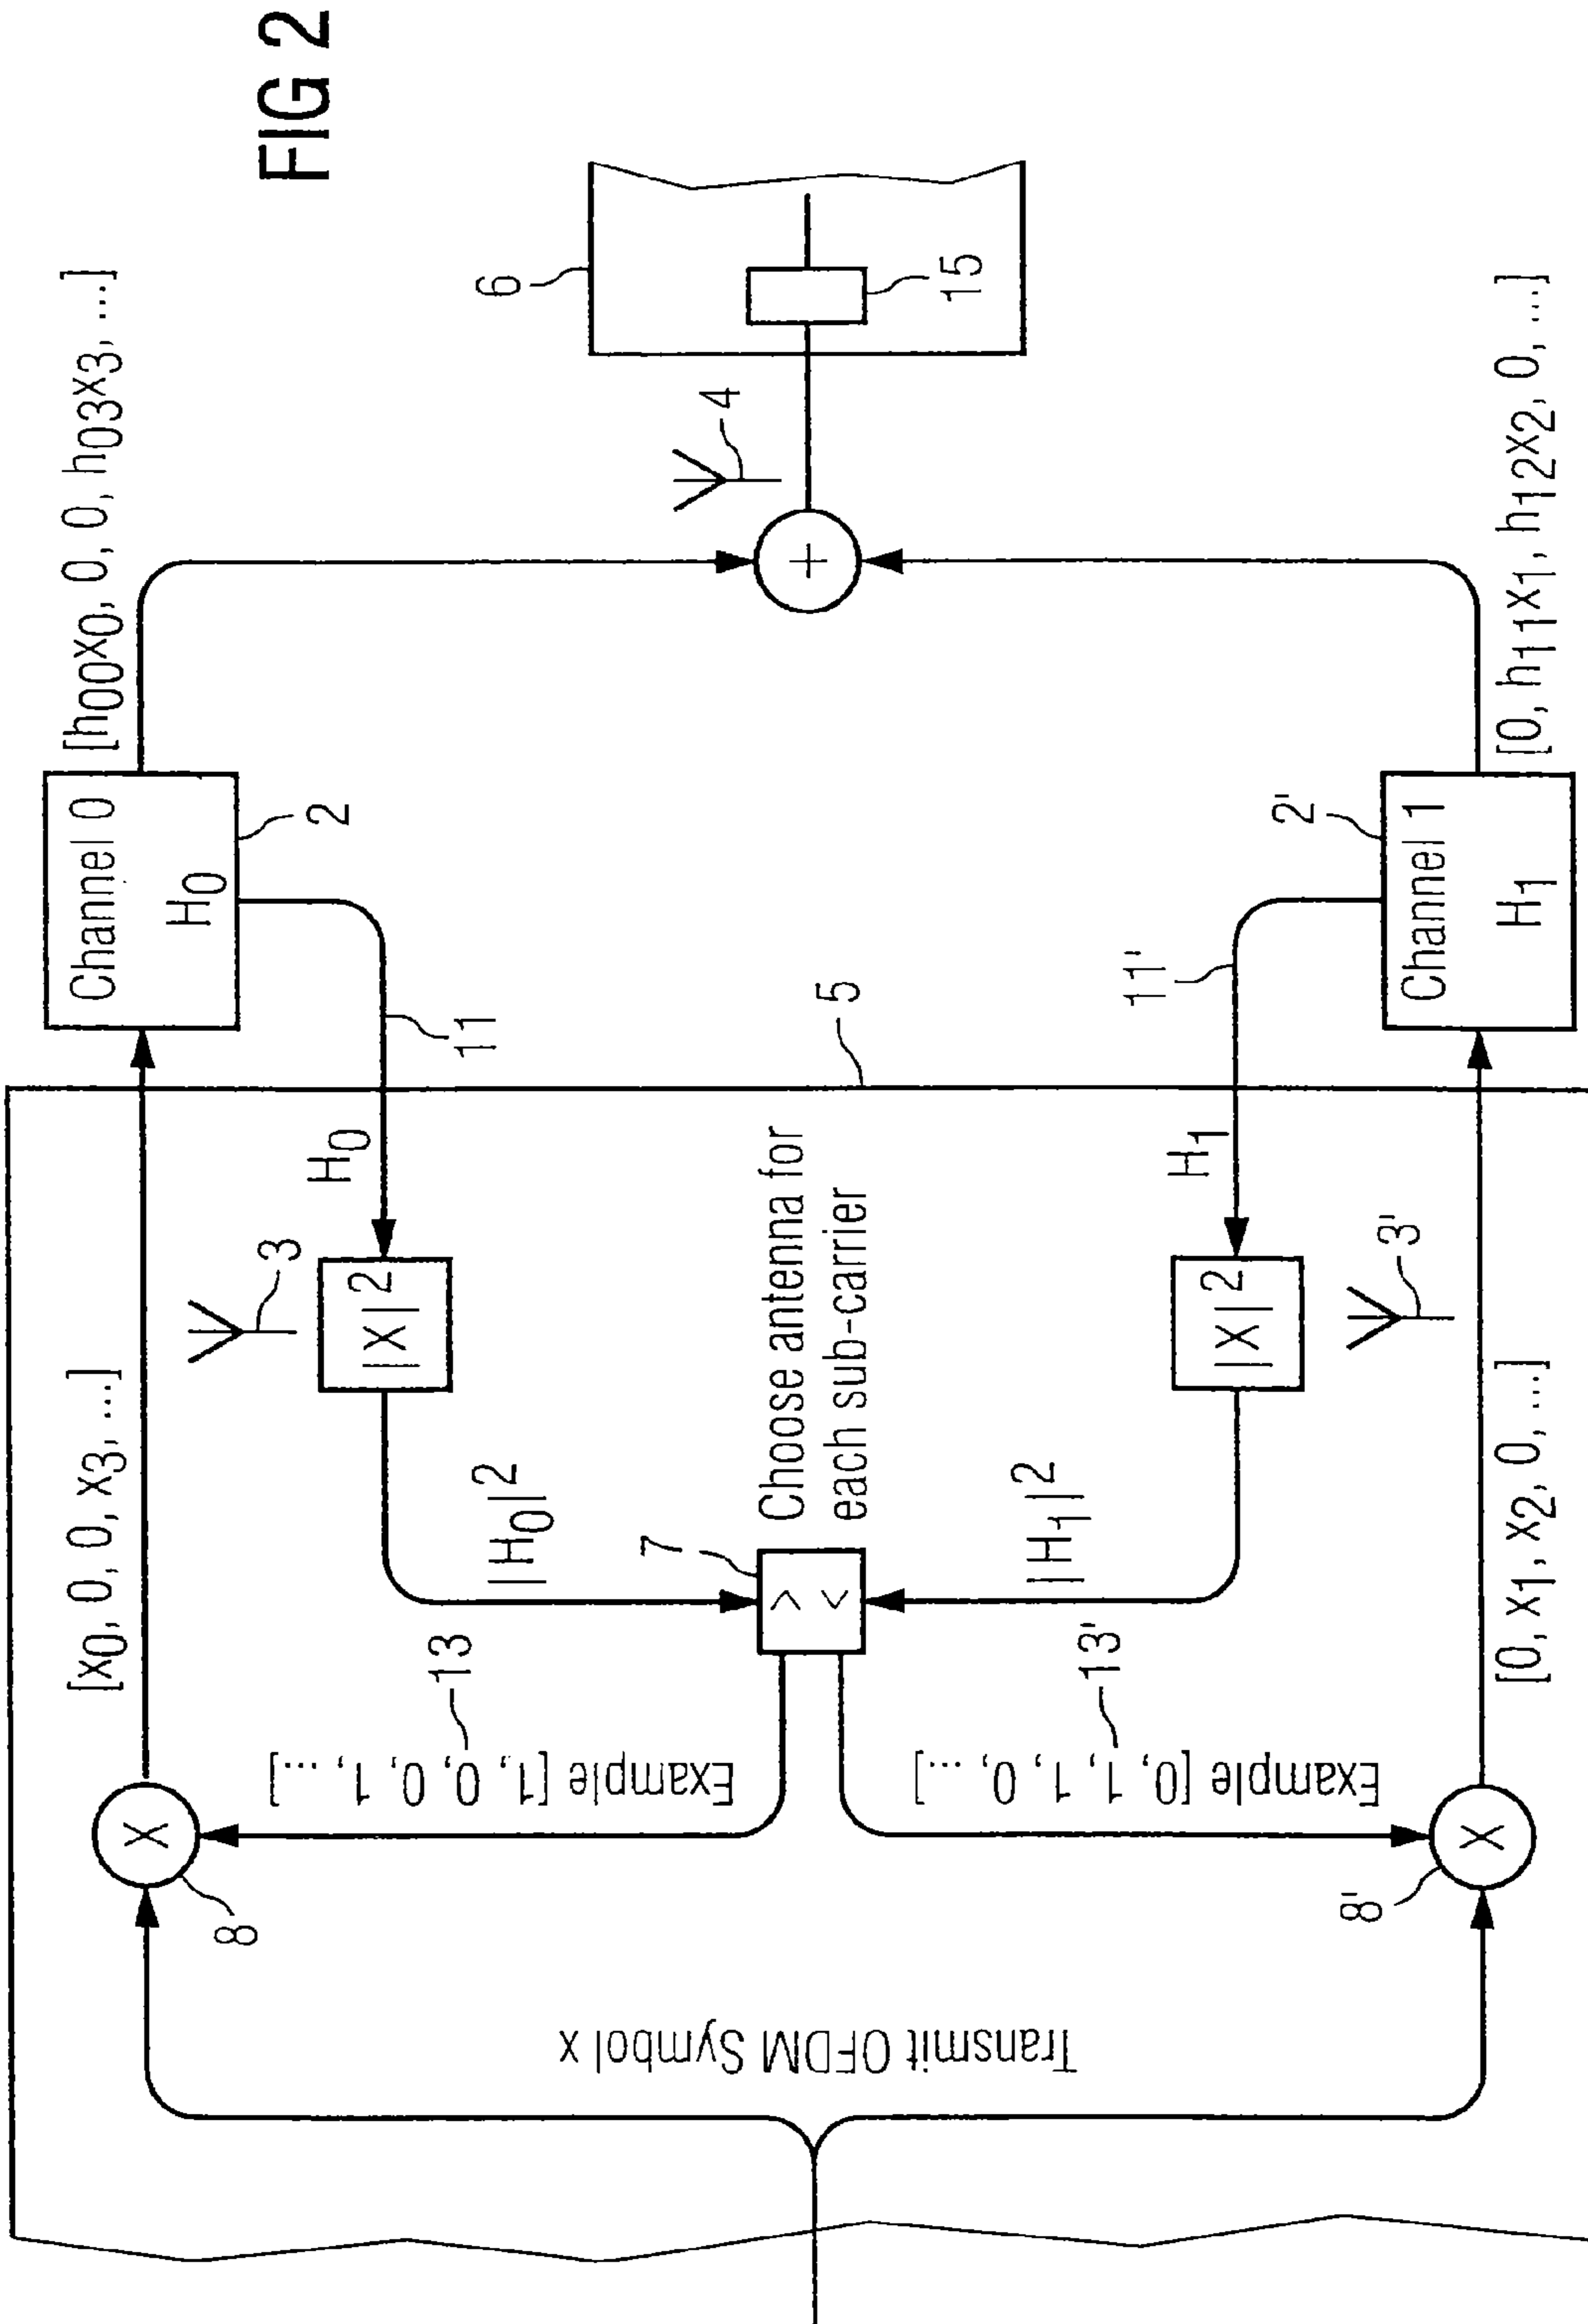 FIG 2
[x0, 0, 0, x3, ...]
Channel 0
H0
2
[h00x0, 0, 0, h03x3, ...]
8
3
H0
11
|X|2
|H0|2
13
Example [1, 0, 0, 1, ...]
X
Transmit OFDM Symbol x
7
>
<
Choose antenna for
each sub-carrier
5
+
4
6
15
Example [0, 1, 1, 0, ...]
13'
|H1|2
|X|2
H1
11'
3'
8'
X
[0, x1, x2, 0, ...]
2'
Channel 1
H1
[0, h11x1, h12x2, 0, ...]